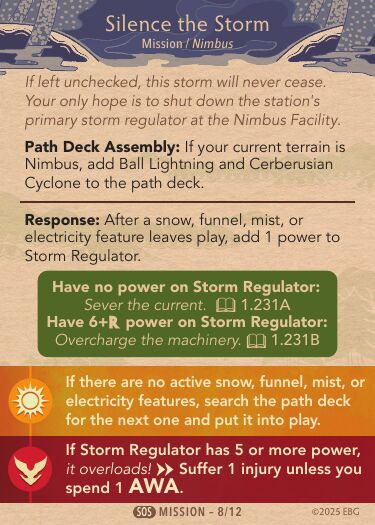 Silence the Storm
Mission / Nimbus
If left unchecked, this storm will never cease.
Your only hope is to shut down the station's
primary storm regulator at the Nimbus Facility.
Path Deck Assembly: If your current terrain is
Nimbus, add Ball Lightning and Cerberusian
Cyclone to the path deck.
Response: After a snow, funnel, mist, or
electricity feature leaves play, add 1 power to
Storm Regulator.
Have no power on Storm Regulator:
Sever the current. 1.231A
Have 6+R power on Storm Regulator:
Overcharge the machinery. 1.231B
If there are no active snow, funnel, mist, or
electricity features, search the path deck
for the next one and put it into play.
If Storm Regulator has 5 or more power,
it overloads! Suffer 1 injury unless you
spend 1 AWA.
SOS MISSION – 8/12 ©2025 EBG